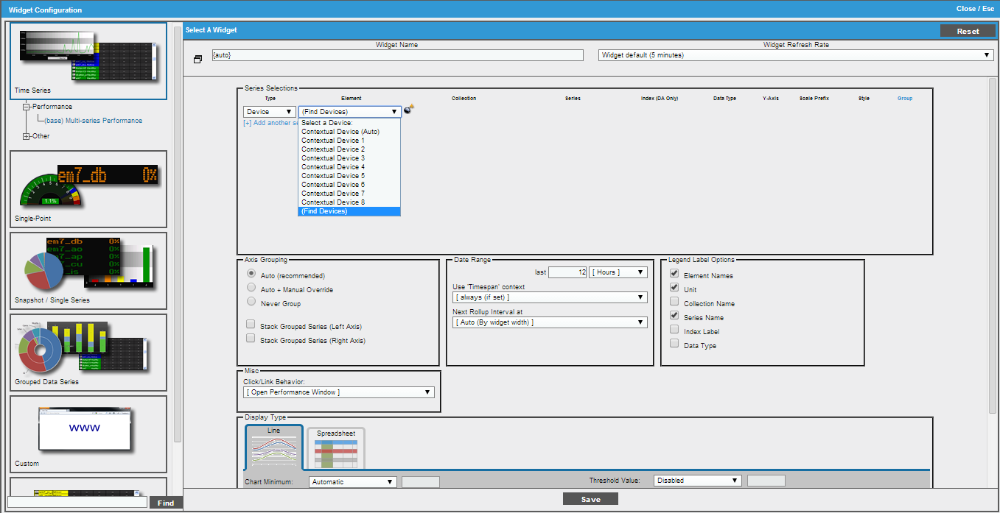 Widget Configuration
Close / Esc
Select A Widget
Reset
Widget Name
Widget Refresh Rate
{auto}
Widget default (5 minutes)
Time Series
Performance
(base) Multi-series Performance
Other
em7_db 0%
1.1%
Single-Point
em7_db 0%
em7_ao 0%
em7_ap 0%
_cu 0%
_is 0%
Snapshot / Single Series
Grouped Data Series
www
Custom
Find
Series Selections
Type
Element
Collection
Series
Index (DA Only)
Data Type
Y-Axis
Scale Prefix
Style
Group
Device
(Find Devices)
[+] Add another se
Select a Device:
Contextual Device (Auto)
Contextual Device 1
Contextual Device 2
Contextual Device 3
Contextual Device 4
Contextual Device 5
Contextual Device 6
Contextual Device 7
Contextual Device 8
(Find Devices)
Axis Grouping
Auto (recommended)
Auto + Manual Override
Never Group
Stack Grouped Series (Left Axis)
Stack Grouped Series (Right Axis)
Date Range
last 12 [ Hours ]
Use 'Timespan' context
[ always (if set) ]
Next Rollup Interval at
[ Auto (By widget width) ]
Legend Label Options
Element Names
Unit
Collection Name
Series Name
Index Label
Data Type
Misc
Click/Link Behavior:
[ Open Performance Window ]
Display Type
Line
Spreadsheet
Chart Minimum:
Automatic
Threshold Value:
Disabled
Save